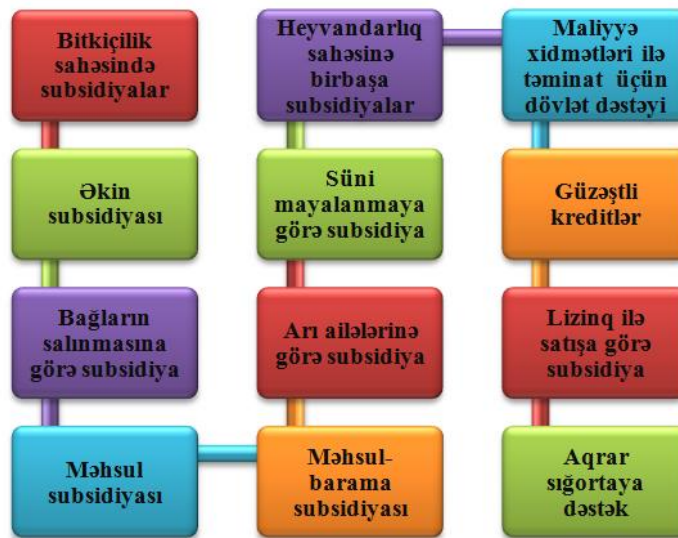 Bitkiçilik
sahəsində
subsidiyalar
Əkin
subsidiyası
Bağların
salınmasına
görə subsidiya
Məhsul
subsidiyası
Məhsul-
barama
subsidiyası
Arı ailələrinə
görə subsidiya
Süni
mayalanmaya
görə subsidiya
Heyvandarlıq
sahəsinə
birbaşa
subsidiyalar
Maliyyə
xidmətləri ilə
təminat üçün
dövlət dəstəyi
Güzəştli
kreditlər
Lizinq ilə
satışa görə
subsidiya
Aqrar
sığortaya
dəstək